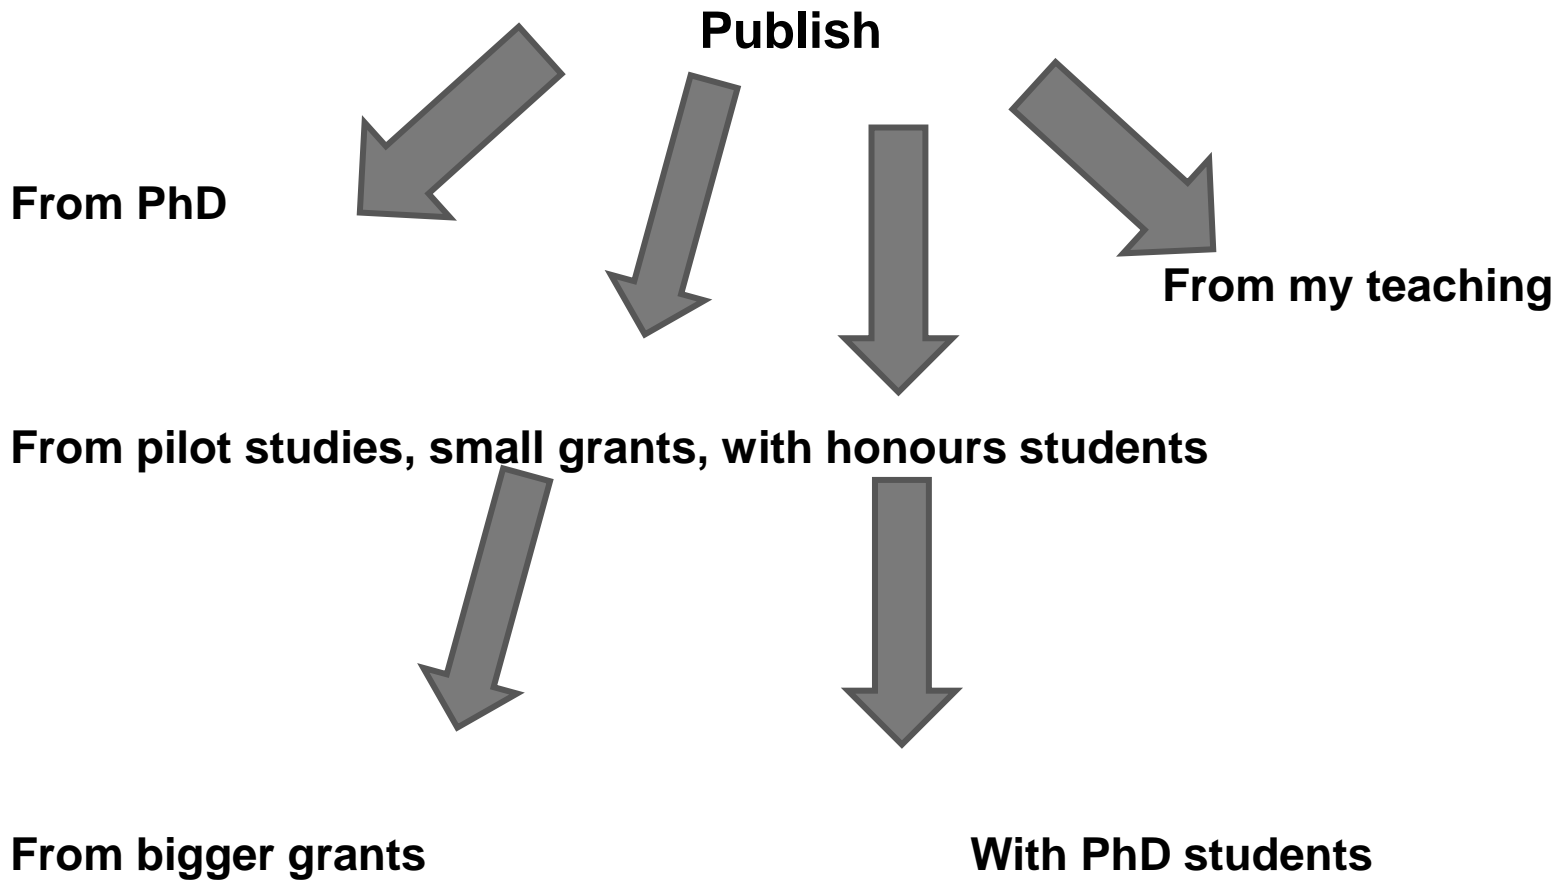 Publish
From PhD
From my teaching
From pilot studies, small grants, with honours students
From bigger grants
With PhD students